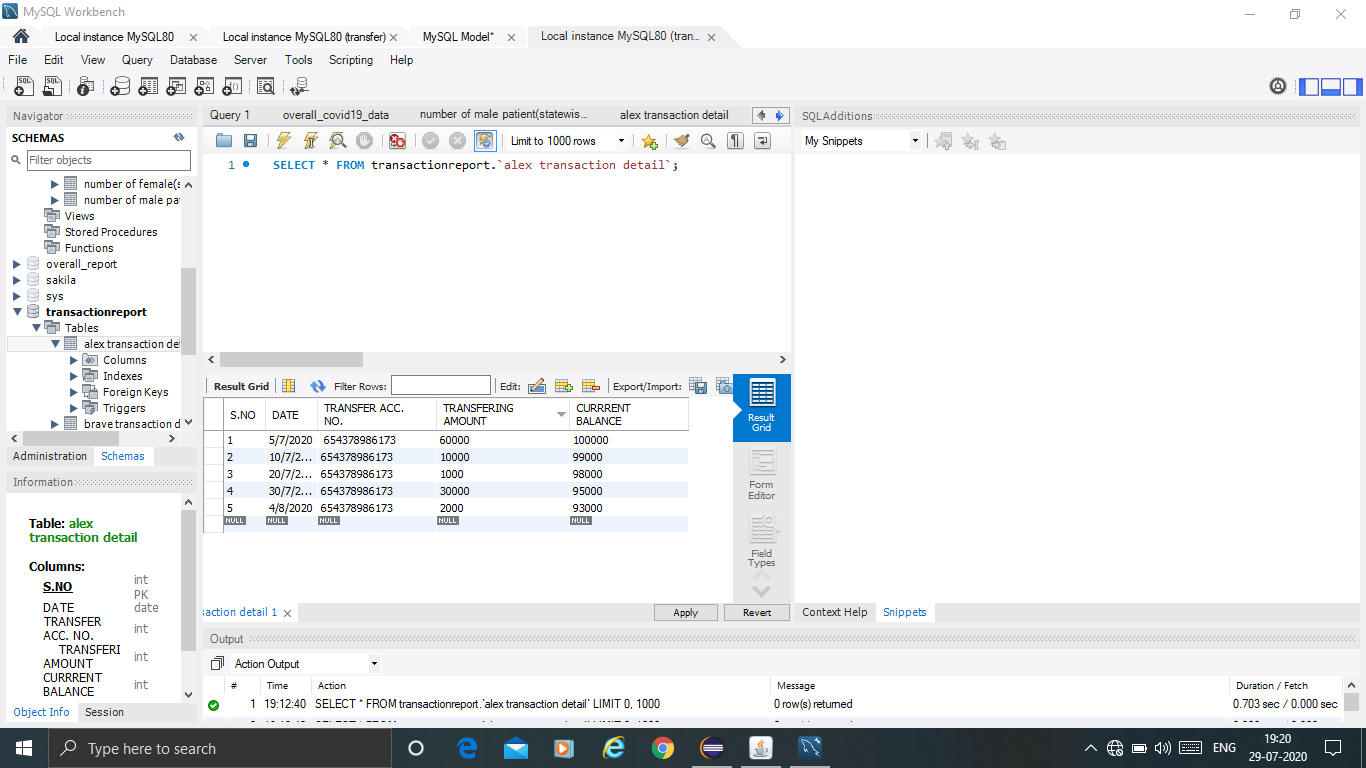 MySQL Workbench
Local instance MySQL80
Local instance MySQL80 (transfer)
MySQL Model*
Local instance MySQL80 (tran...
File Edit View Query Database Server Tools Scripting Help
Navigator
SCHEMAS
Filter objects
number of female(s
number of male pa
Views
Stored Procedures
Functions
overall_report
sakila
sys
transactionreport
Tables
alex transaction de
Columns
Indexes
Foreign Keys
Triggers
brave transaction d
Administration Schemas
Information
Table: alex
transaction detail
Columns:
S.NO int
PK
DATE date
TRANSFER
ACC. NO. int
TRANSFERI
AMOUNT int
CURRRENT
BALANCE int
Object Info Session
Query 1 overall_covid19_data number of male patient(statewis... alex transaction detail
Limit to 1000 rows
1 SELECT * FROM transactionreport.`alex transaction detail`;
Result Grid Filter Rows: Edit: Export/Import:
S.NO DATE TRANSFER ACC. NO. TRANSFERING AMOUNT CURRRENT BALANCE
1 5/7/2020 654378986173 60000 100000
2 10/7/2... 654378986173 10000 99000
3 20/7/2... 654378986173 1000 98000
4 30/7/2... 654378986173 30000 95000
5 4/8/2020 654378986173 2000 93000
NULL NULL NULL NULL NULL
Result
Grid
Form
Editor
Field
Types
saction detail 1
Apply Revert
SQLAdditions
My Snippets
Context Help Snippets
Output
Action Output
# Time Action Message Duration / Fetch
1 19:12:40 SELECT * FROM transactionreport.`alex transaction detail` LIMIT 0, 1000 0 row(s) returned 0.703 sec / 0.000 sec
Type here to search
ENG
19:20
29-07-2020